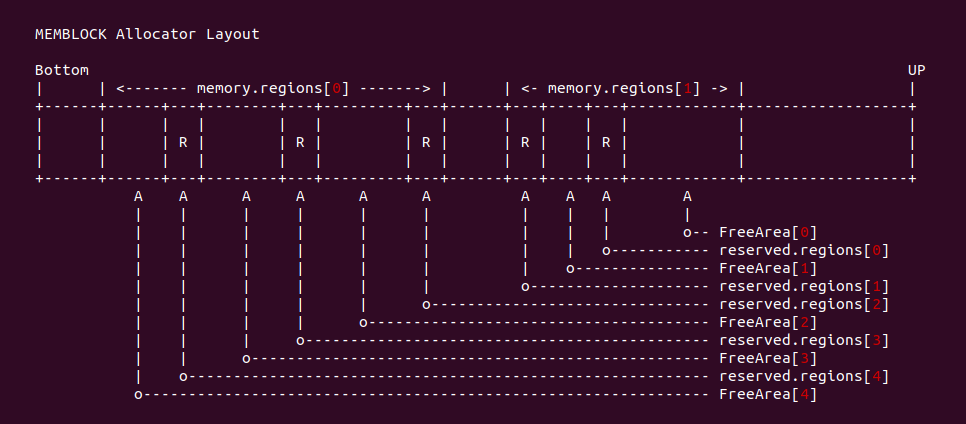 MEMBLOCK Allocator Layout
Bottom UP
|      | <------- memory.regions[0] -------> |      | <- memory.regions[1] -> |                  |
+------+------+---+--------+---+---------+---+------+---+----+---+------------+------------------+
|      |      |   |        |   |         |   |      |   |    |   |            |                  |
|      |      | R |        | R |         | R |      | R |    | R |            |                  |
|      |      |   |        |   |         |   |      |   |    |   |            |                  |
+------+------+---+--------+---+---------+---+------+---+----+---+------------+------------------+
           A    A      A     A      A      A          A    A   A        A
           |    |      |     |      |      |          |    |   |        |
           |    |      |     |      |      |          |    |   |        o-- FreeArea[0]
           |    |      |     |      |      |          |    |   o----------- reserved.regions[0]
           |    |      |     |      |      |          |    o--------------- FreeArea[1]
           |    |      |     |      |      |          o-------------------- reserved.regions[1]
           |    |      |     |      |      o------------------------------- reserved.regions[2]
           |    |      |     |      o-------------------------------------- FreeArea[2]
           |    |      |     o--------------------------------------------- reserved.regions[3]
           |    |      o--------------------------------------------------- FreeArea[3]
           |    o---------------------------------------------------------- reserved.regions[4]
           o--------------------------------------------------------------- FreeArea[4]